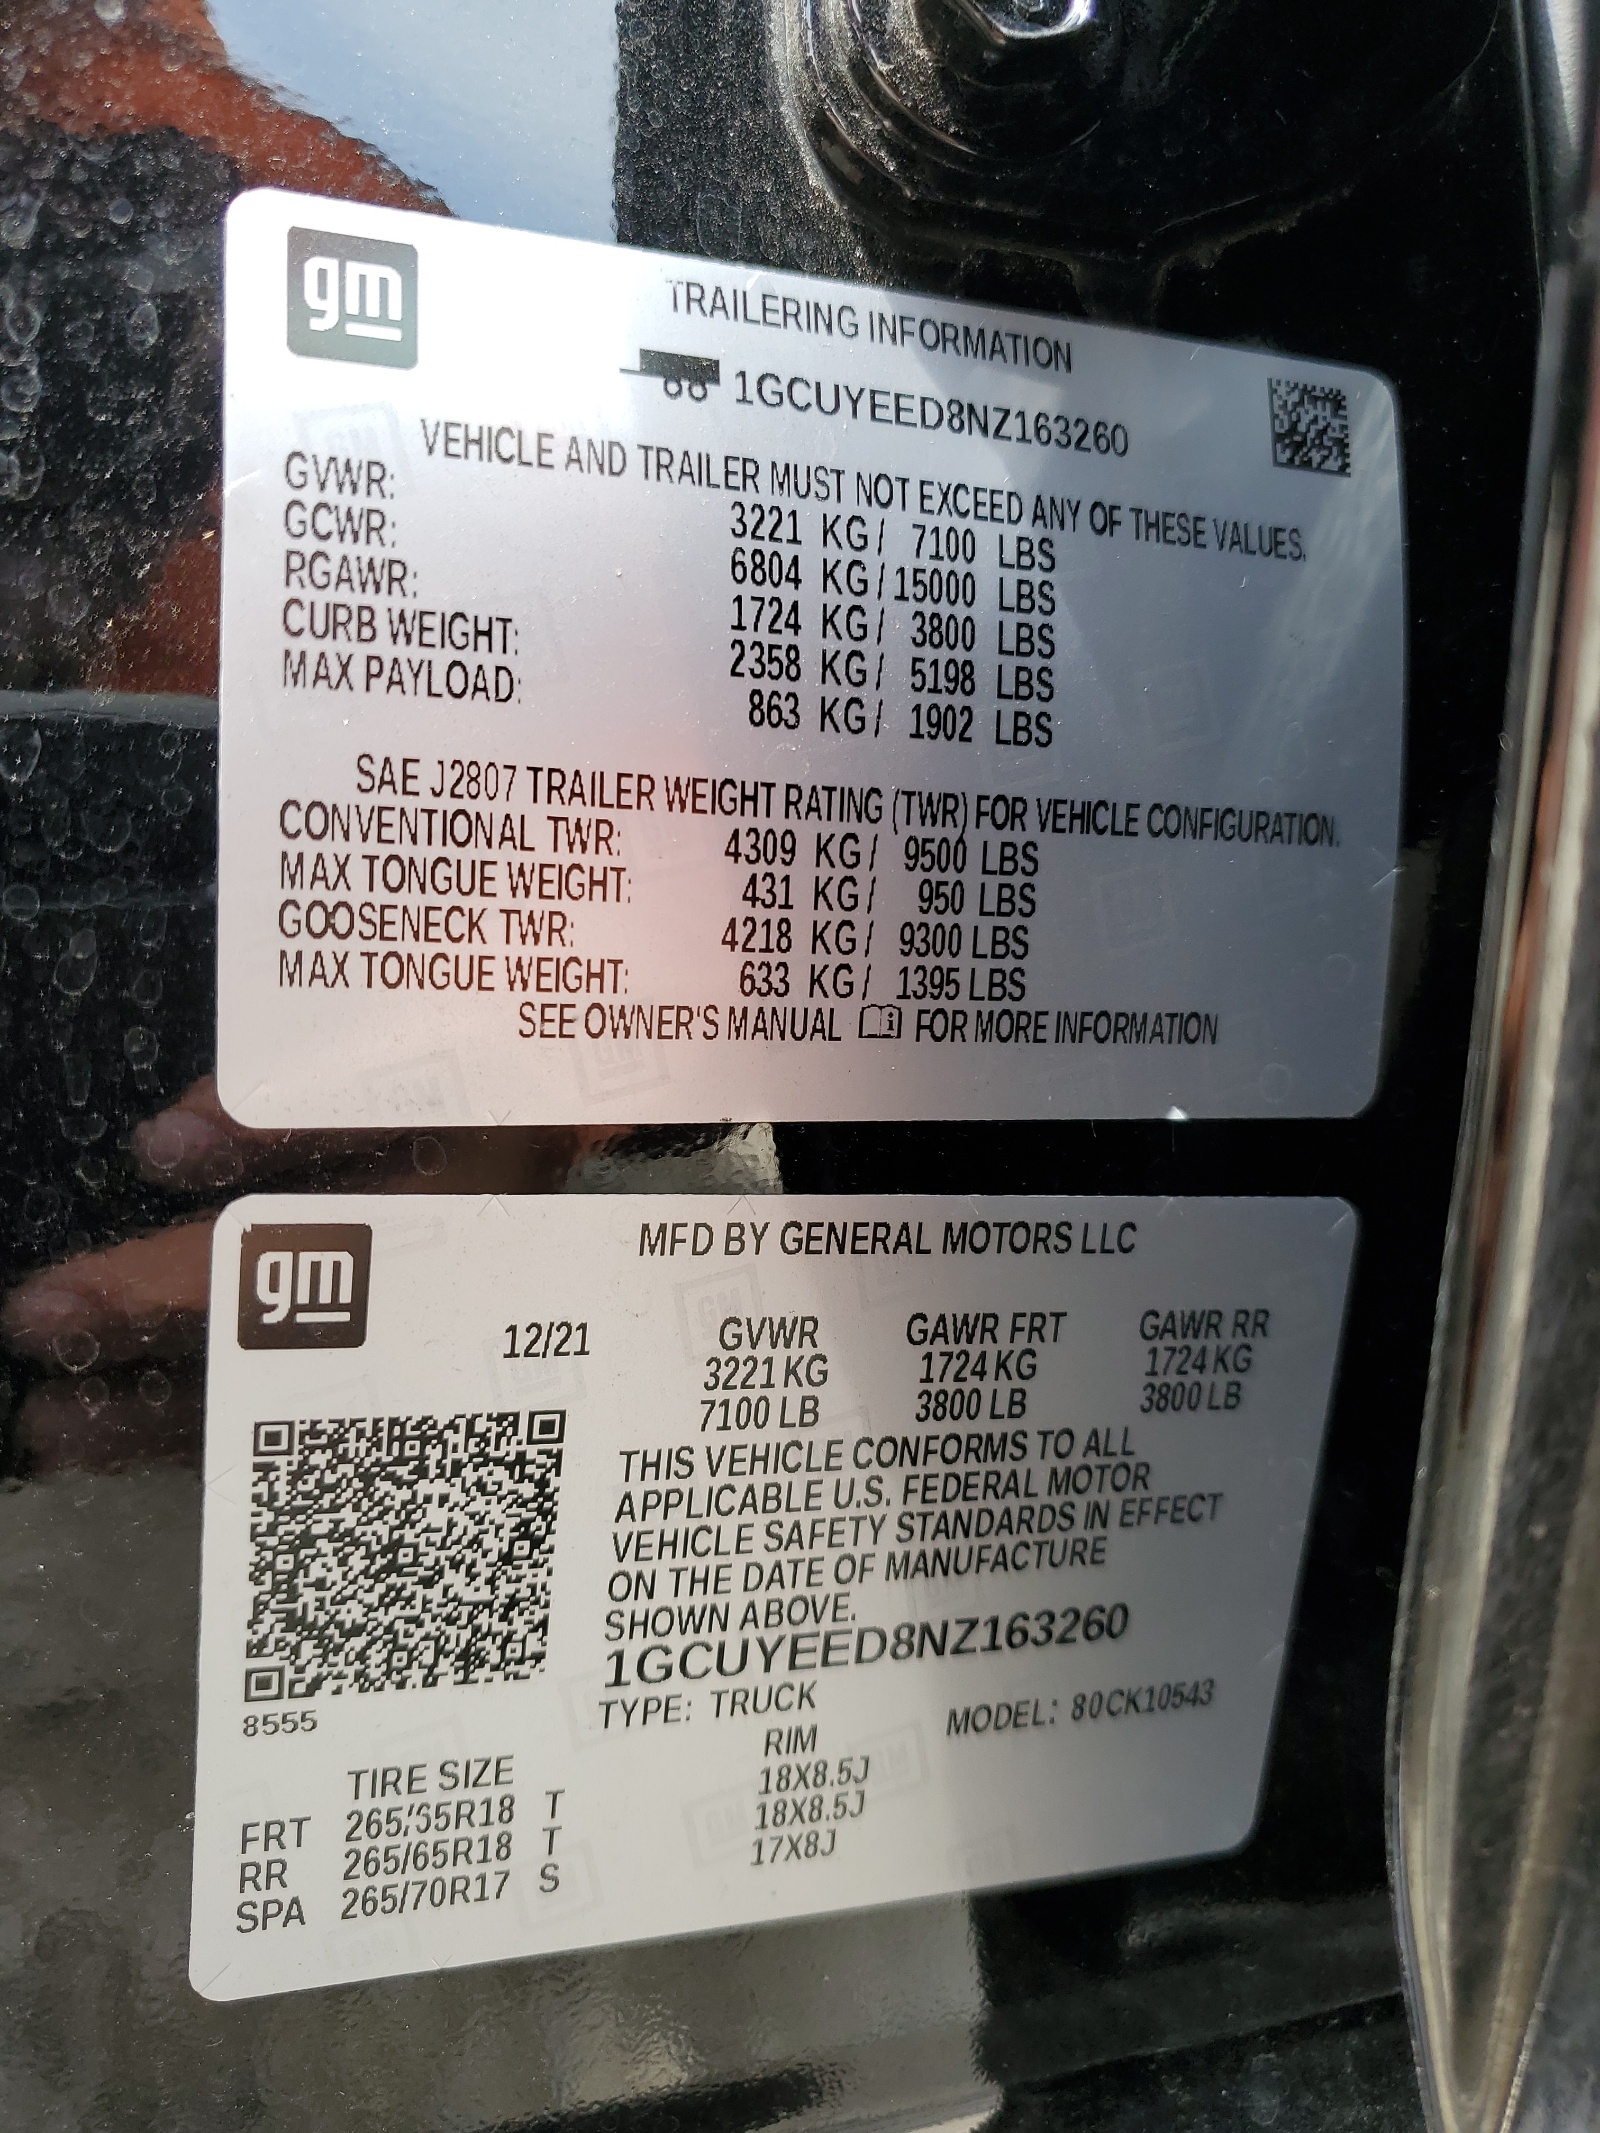 gm
TRAILERING INFORMATION
1GCUYEED8NZ163260
VEHICLE AND TRAILER MUST NOT EXCEED ANY OF THESE VALUES.
GVWR: 3221 KG / 7100 LBS
GCWR: 6804 KG / 15000 LBS
RGAWR: 1724 KG / 3800 LBS
CURB WEIGHT: 2358 KG / 5198 LBS
MAX PAYLOAD: 863 KG / 1902 LBS
SAE J2807 TRAILER WEIGHT RATING (TWR) FOR VEHICLE CONFIGURATION.
CONVENTIONAL TWR: 4309 KG / 9500 LBS
MAX TONGUE WEIGHT: 431 KG / 950 LBS
GOOSENECK TWR: 4218 KG / 9300 LBS
MAX TONGUE WEIGHT: 633 KG / 1395 LBS
SEE OWNER'S MANUAL FOR MORE INFORMATION
gm
MFD BY GENERAL MOTORS LLC
12/21 GVWR GAWR FRT GAWR RR
3221 KG 1724 KG 1724 KG
7100 LB 3800 LB 3800 LB
THIS VEHICLE CONFORMS TO ALL
APPLICABLE U.S. FEDERAL MOTOR
VEHICLE SAFETY STANDARDS IN EFFECT
ON THE DATE OF MANUFACTURE
SHOWN ABOVE.
1GCUYEED8NZ163260
8555
TYPE: TRUCK MODEL: 80CK10543
TIRE SIZE RIM
FRT 265/65R18 T 18X8.5J
RR 265/65R18 T 18X8.5J
SPA 265/70R17 S 17X8J